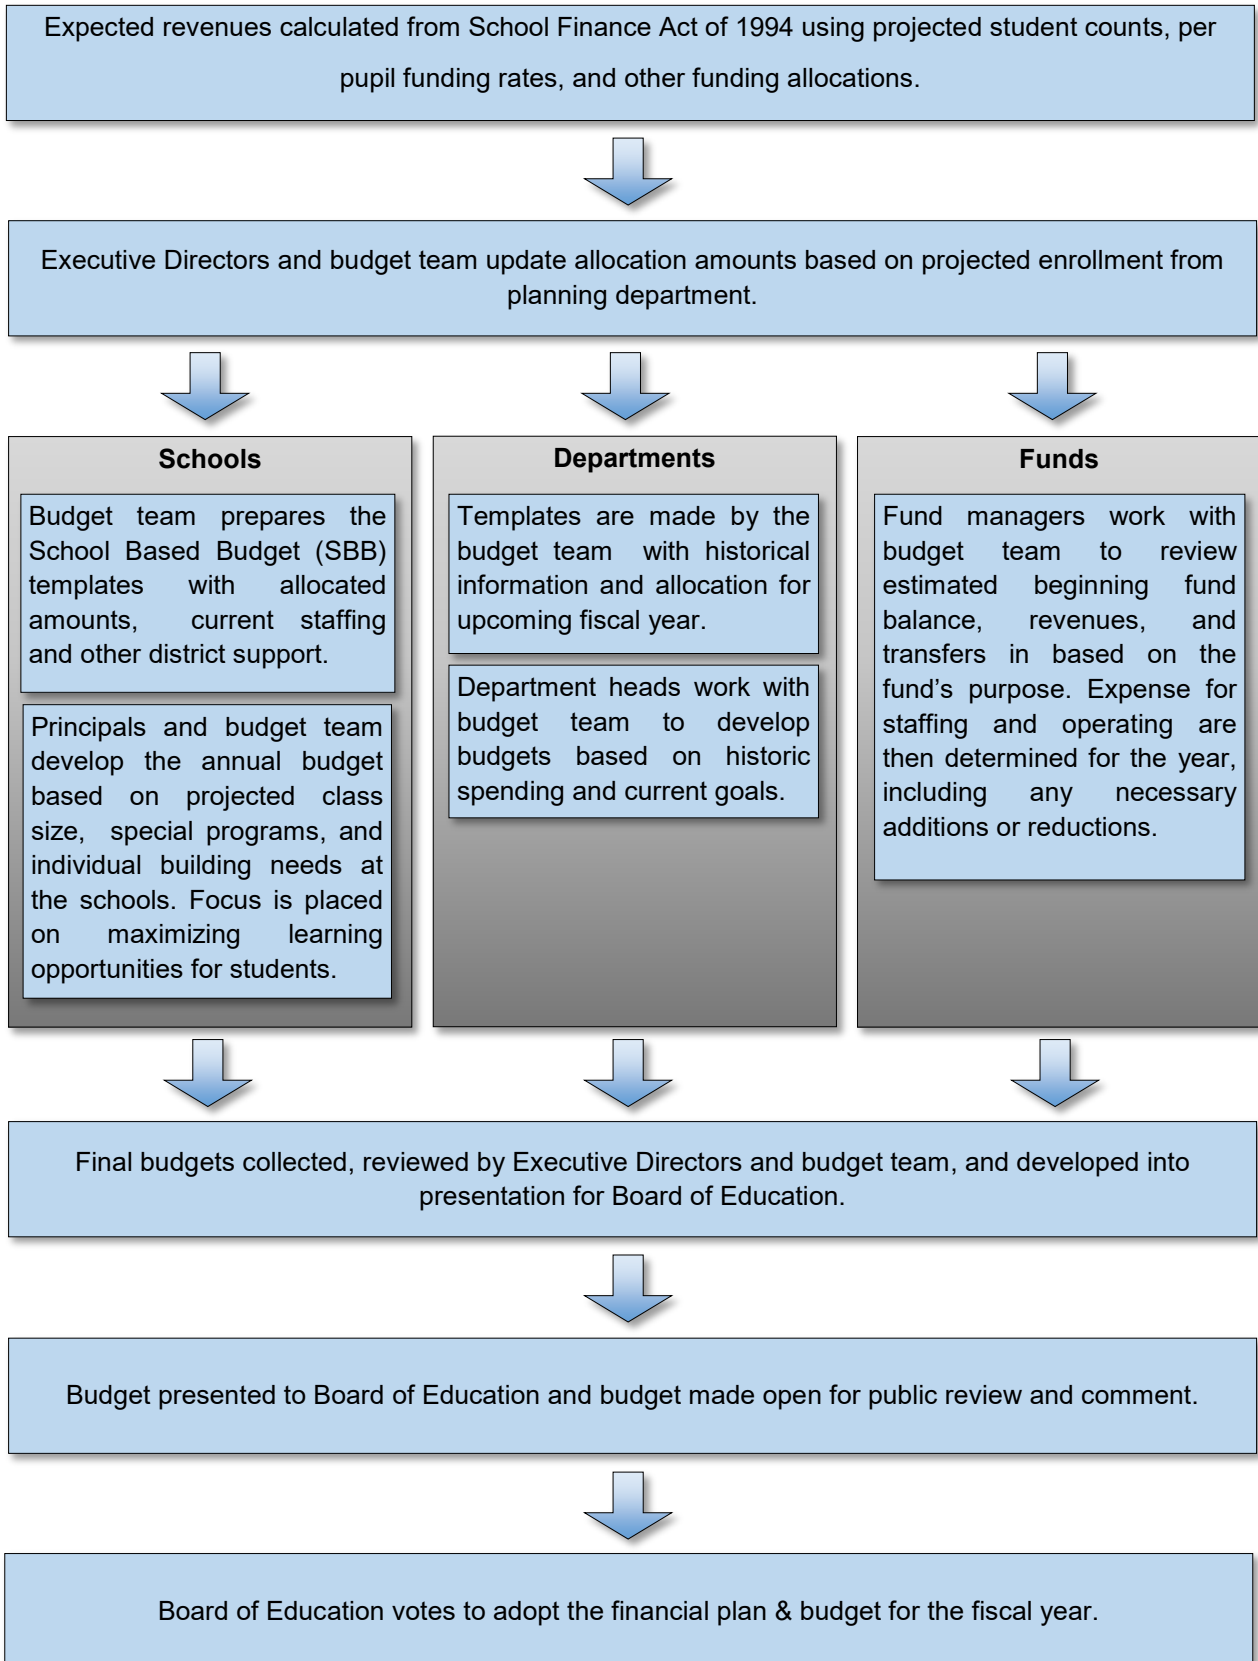 Expected revenues calculated from School Finance Act of 1994 using projected student counts, per
pupil funding rates, and other funding allocations.
Executive Directors and budget team update allocation amounts based on projected enrollment from
planning department.
Schools
Budget team prepares the
School Based Budget (SBB)
templates with allocated
amounts, current staffing
and other district support.
Principals and budget team
develop the annual budget
based on projected class
size, special programs, and
individual building needs at
the schools. Focus is placed
on maximizing learning
opportunities for students.
Departments
Templates are made by the
budget team with historical
information and allocation for
upcoming fiscal year.
Department heads work with
budget team to develop
budgets based on historic
spending and current goals.
Funds
Fund managers work with
budget team to review
estimated beginning fund
balance, revenues, and
transfers in based on the
fund's purpose. Expense for
staffing and operating are
then determined for the year,
including any necessary
additions or reductions.
Final budgets collected, reviewed by Executive Directors and budget team, and developed into
presentation for Board of Education.
Budget presented to Board of Education and budget made open for public review and comment.
Board of Education votes to adopt the financial plan & budget for the fiscal year.